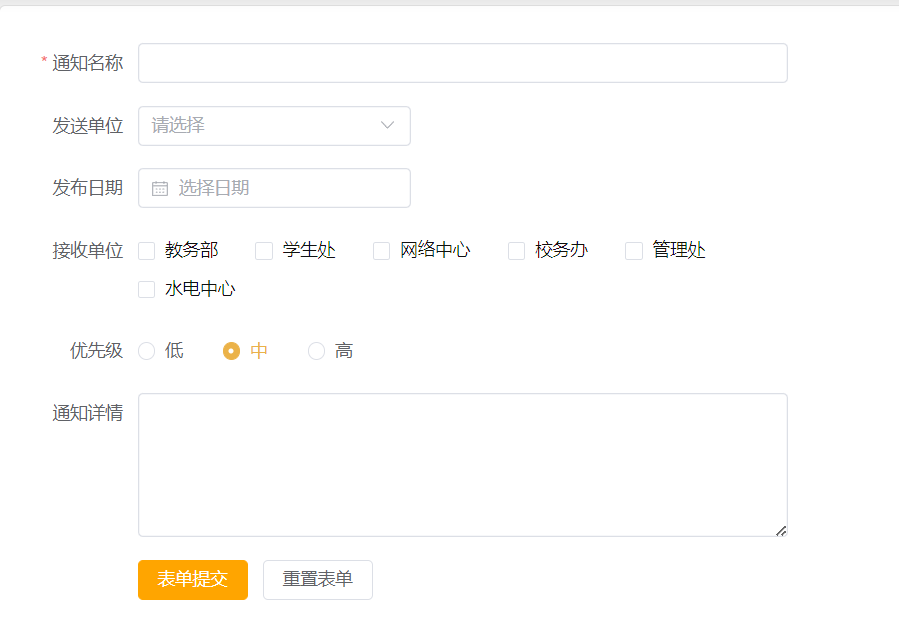 * 通知名称
发送单位 请选择
发布日期 选择日期
接收单位 教务部 学生处 网络中心 校务办 管理处
水电中心
优先级 低 中 高
通知详情
表单提交 重置表单